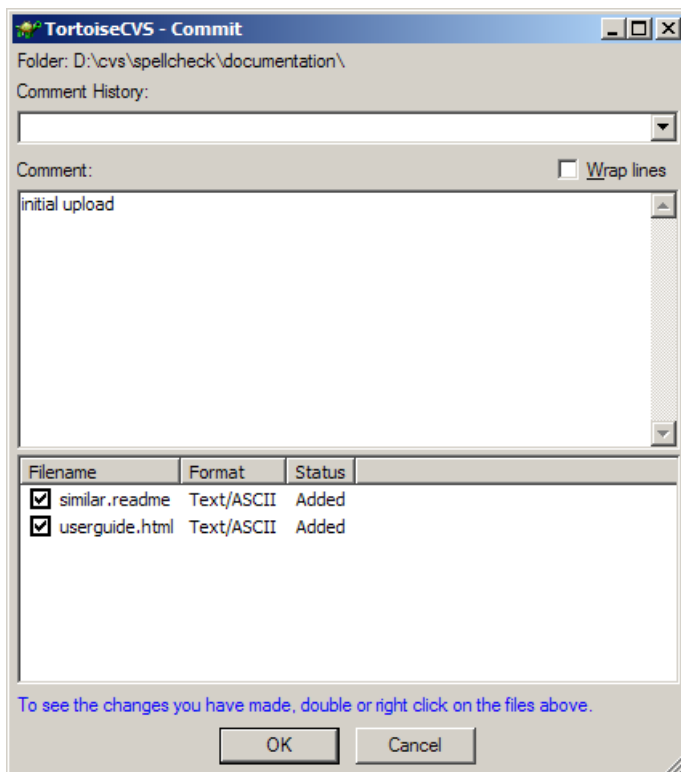 TortoiseCVS - Commit
Folder: D:\cvs\spellcheck\documentation\
Comment History:
Comment:
Wrap lines
initial upload
Filename Format Status
similar.readme Text/ASCII Added
userguide.html Text/ASCII Added
To see the changes you have made, double or right click on the files above.
OK Cancel